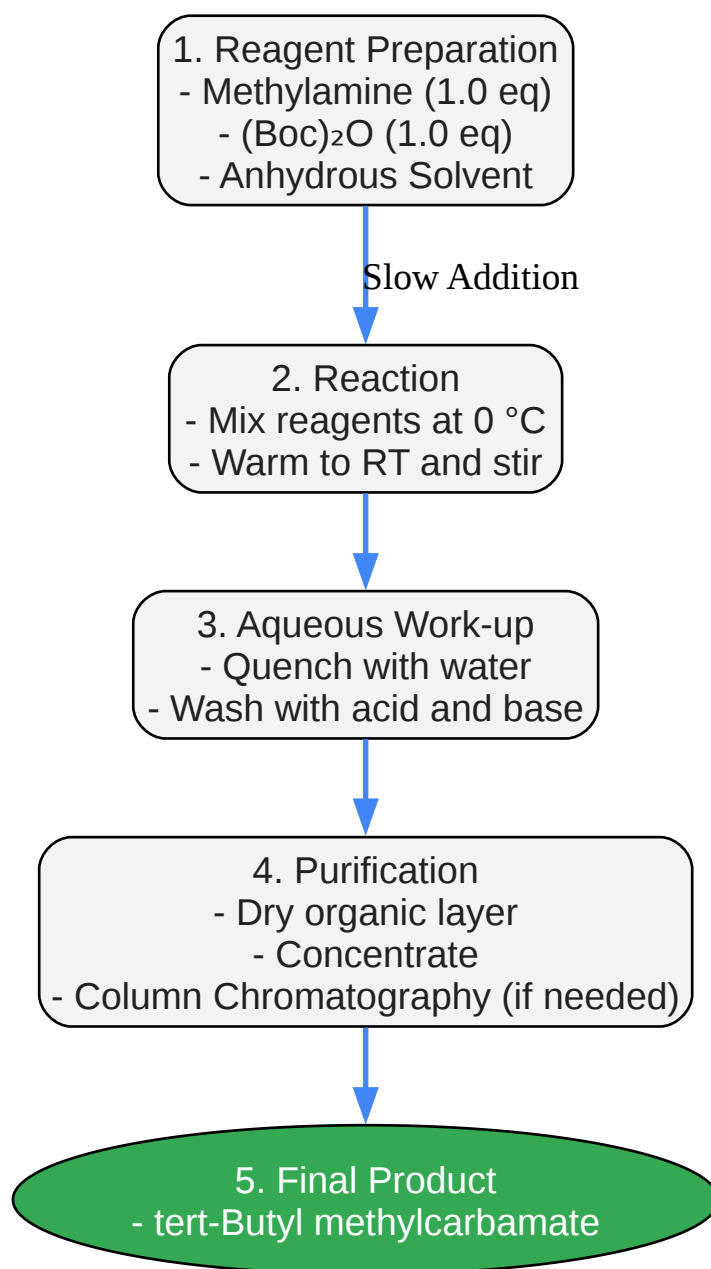 1. Reagent Preparation
- Methylamine (1.0 eq)
- (Boc)₂O (1.0 eq)
- Anhydrous Solvent
Slow Addition
2. Reaction
- Mix reagents at 0 °C
- Warm to RT and stir
3. Aqueous Work-up
- Quench with water
- Wash with acid and base
4. Purification
- Dry organic layer
- Concentrate
- Column Chromatography (if needed)
5. Final Product
- tert-Butyl methylcarbamate